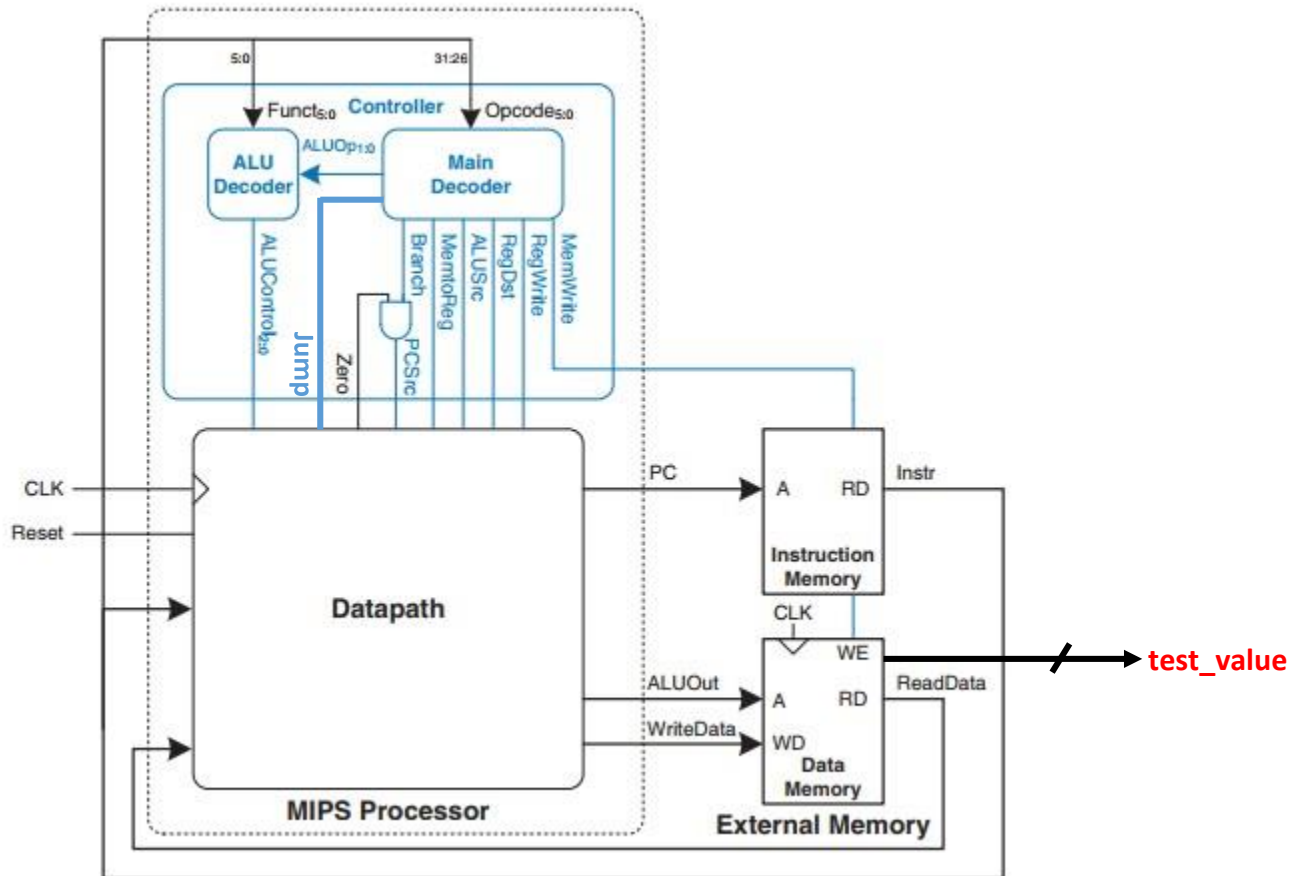 5:0
31:26
Funct5:0
Controller
Opcode5:0
ALUOp1:0
ALU
Decoder
Main
Decoder
ALUControl2:0
Jump
Zero
Branch
PCSrc
MemtoReg
ALUSrc
RegDst
RegWrite
MemWrite
CLK
Reset
PC
A
RD
Instr
Instruction
Memory
Datapath
CLK
WE
test_value
ALUOut
A
RD
ReadData
WriteData
WD
Data
Memory
MIPS Processor
External Memory